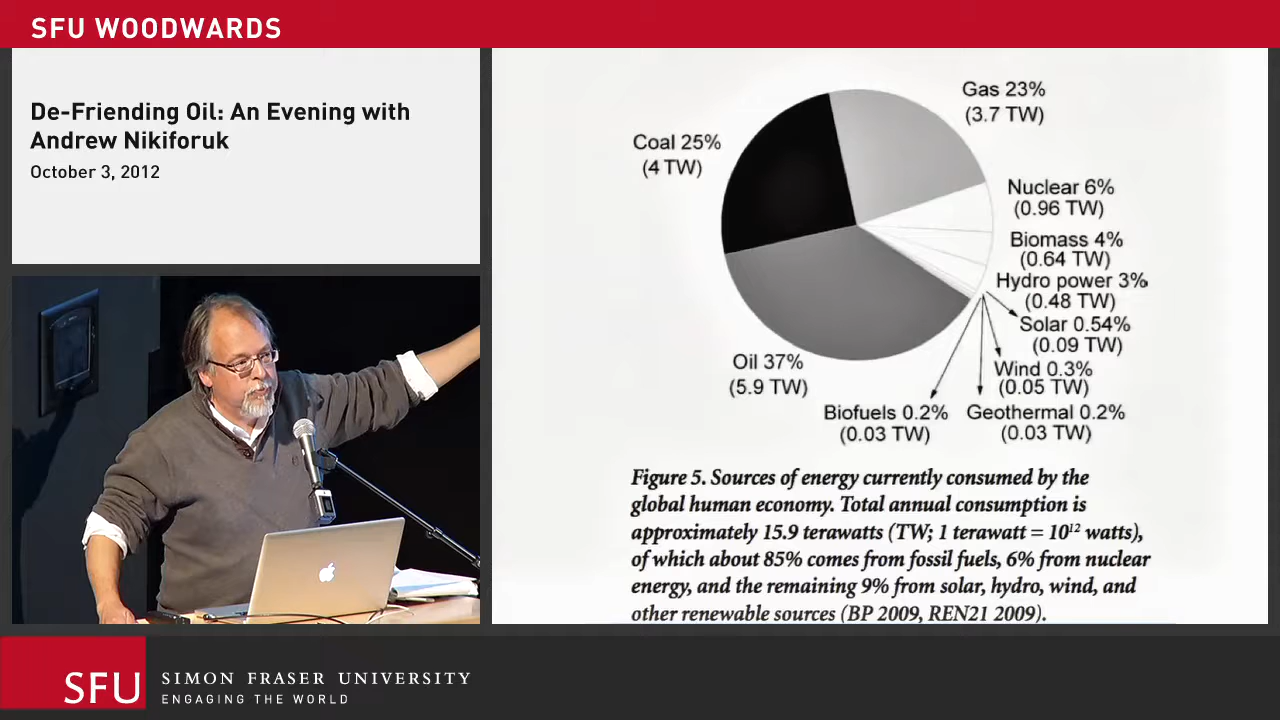 SFU WOODWARDS
De-Friending Oil: An Evening with
Andrew Nikiforuk
October 3, 2012
Gas 23%
(3.7 TW)
Coal 25%
(4 TW)
Nuclear 6%
(0.96 TW)
Biomass 4%
(0.64 TW)
Hydro power 3%
(0.48 TW)
Solar 0.54%
(0.09 TW)
Wind 0.3%
(0.05 TW)
Oil 37%
(5.9 TW)
Biofuels 0.2%
(0.03 TW)
Geothermal 0.2%
(0.03 TW)
Figure 5. Sources of energy currently consumed by the
global human economy. Total annual consumption is
approximately 15.9 terawatts (TW; 1 terawatt = 10¹² watts),
of which about 85% comes from fossil fuels, 6% from nuclear
energy, and the remaining 9% from solar, hydro, wind, and
other renewable sources (BP 2009, REN21 2009).
SFU
SIMON FRASER UNIVERSITY
ENGAGING THE WORLD